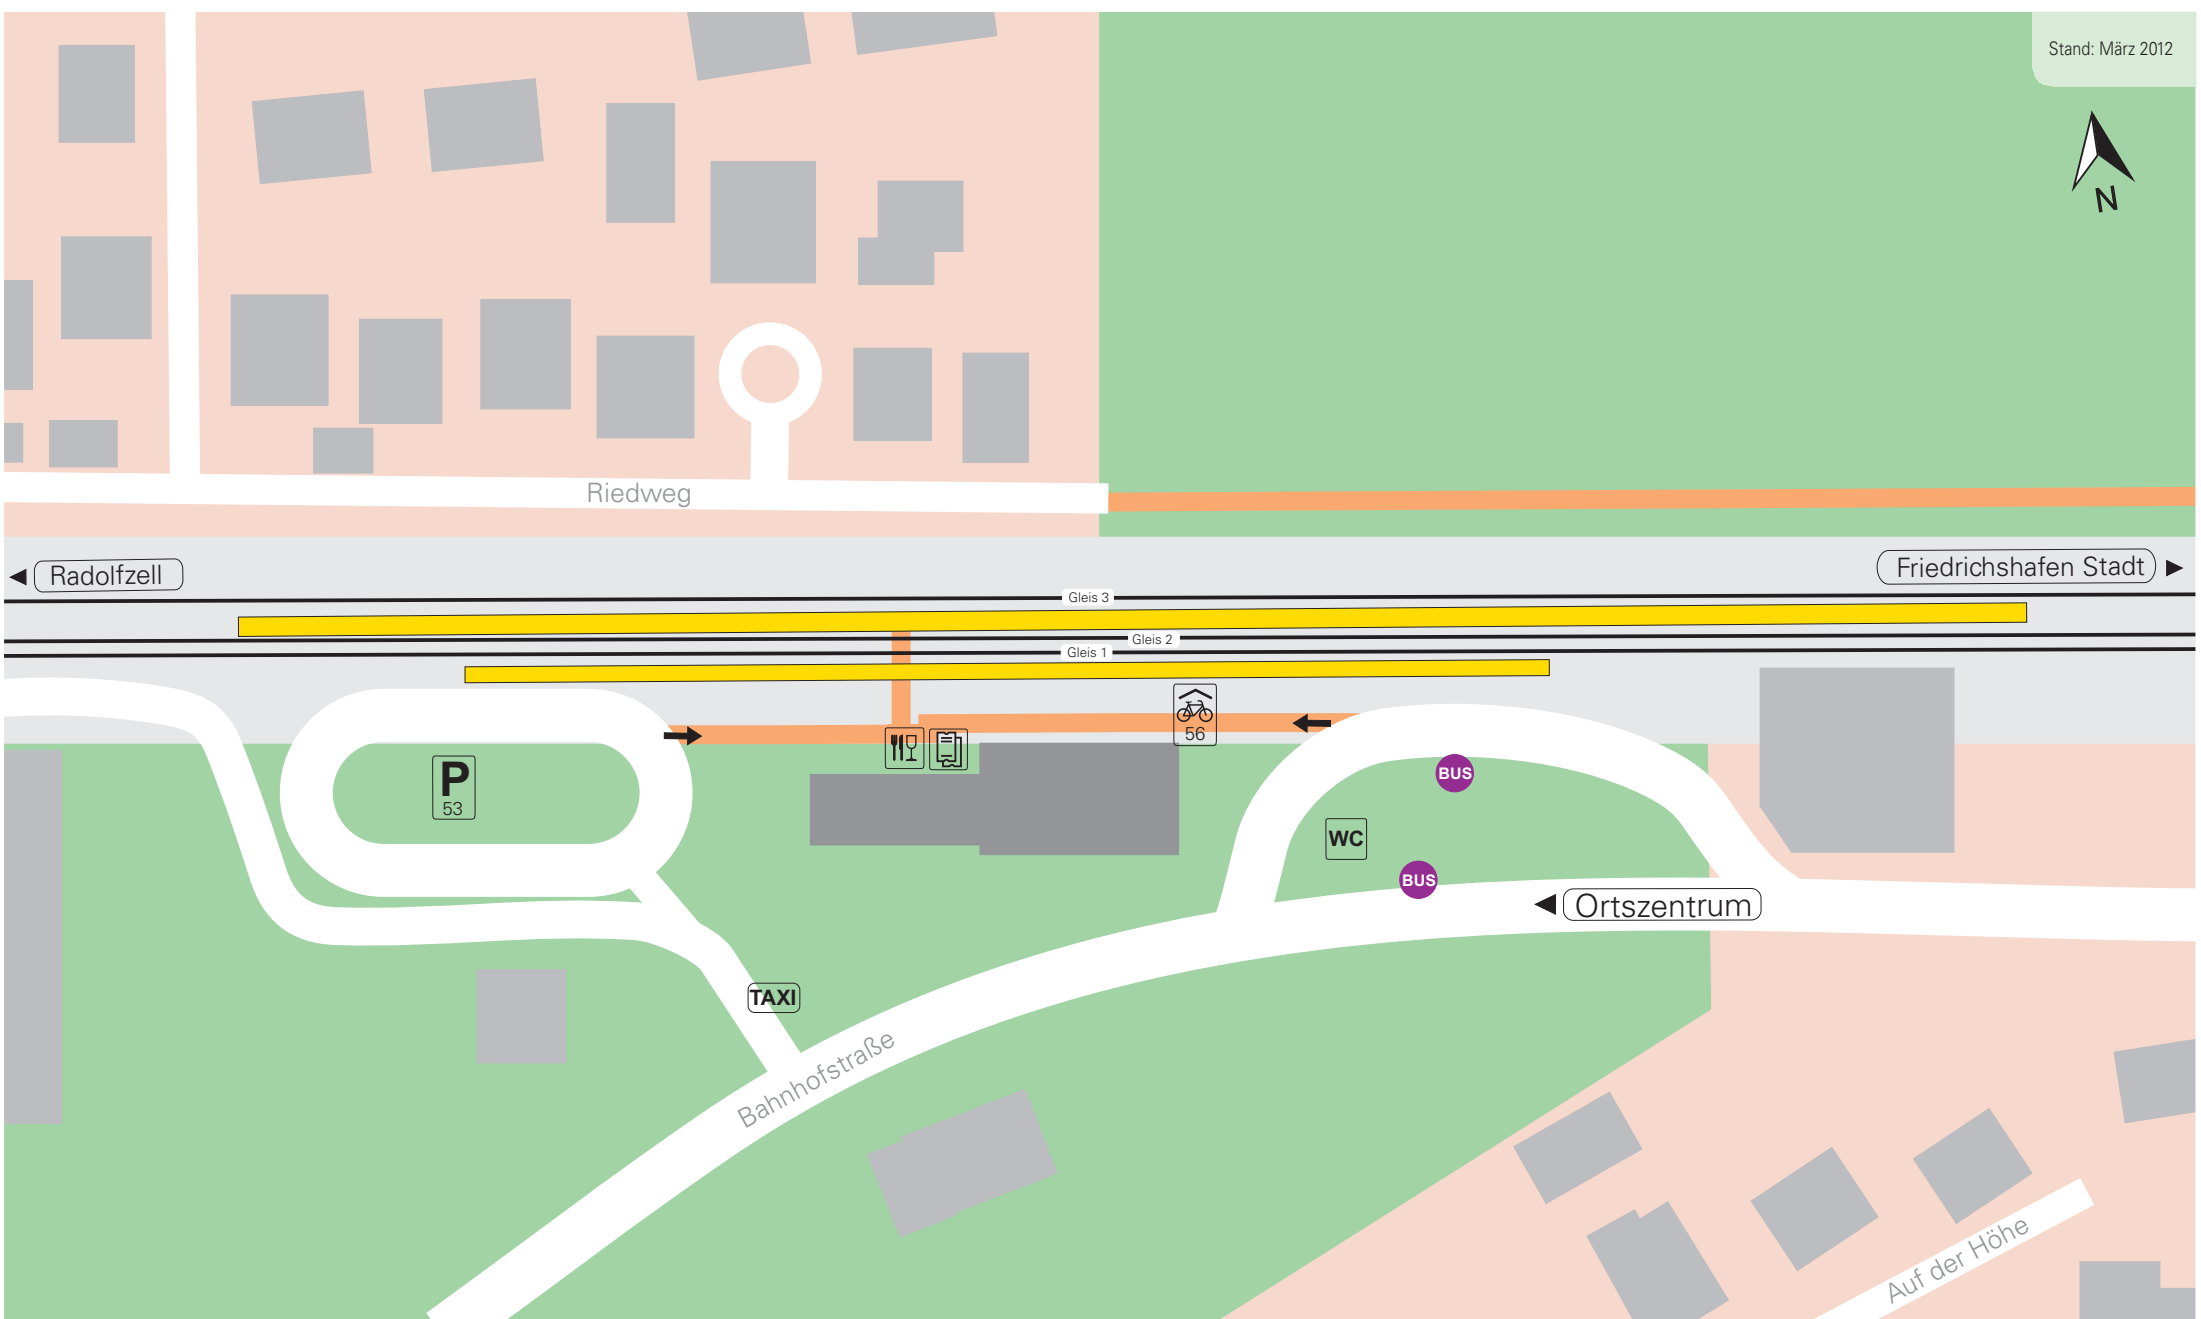 Stand: März 2012
N
Riedweg
Radolfzell
Friedrichshafen Stadt
Gleis 3
Gleis 2
Gleis 1
56
P
53
BUS
WC
BUS
Ortszentrum
TAXI
Bahnhofstraße
Auf der Höhe